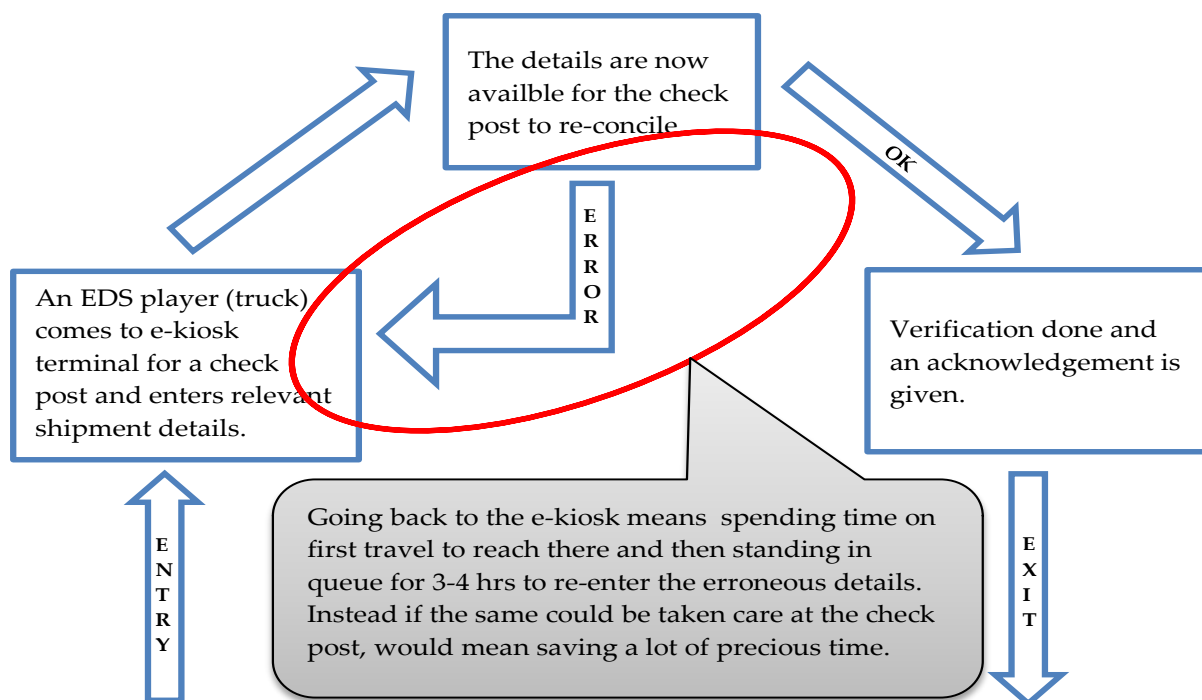 The details are now
availble for the check
post to re-concile
OK
ERROR
An EDS player (truck)
comes to e-kiosk
terminal for a check
post and enters relevant
shipment details.
Verification done and
an acknowledgement is
given.
Going back to the e-kiosk means  spending time on
first travel to reach there and then standing in
queue for 3-4 hrs to re-enter the erroneous details.
Instead if the same could be taken care at the check
post, would mean saving a lot of precious time.
ENTRY
EXIT